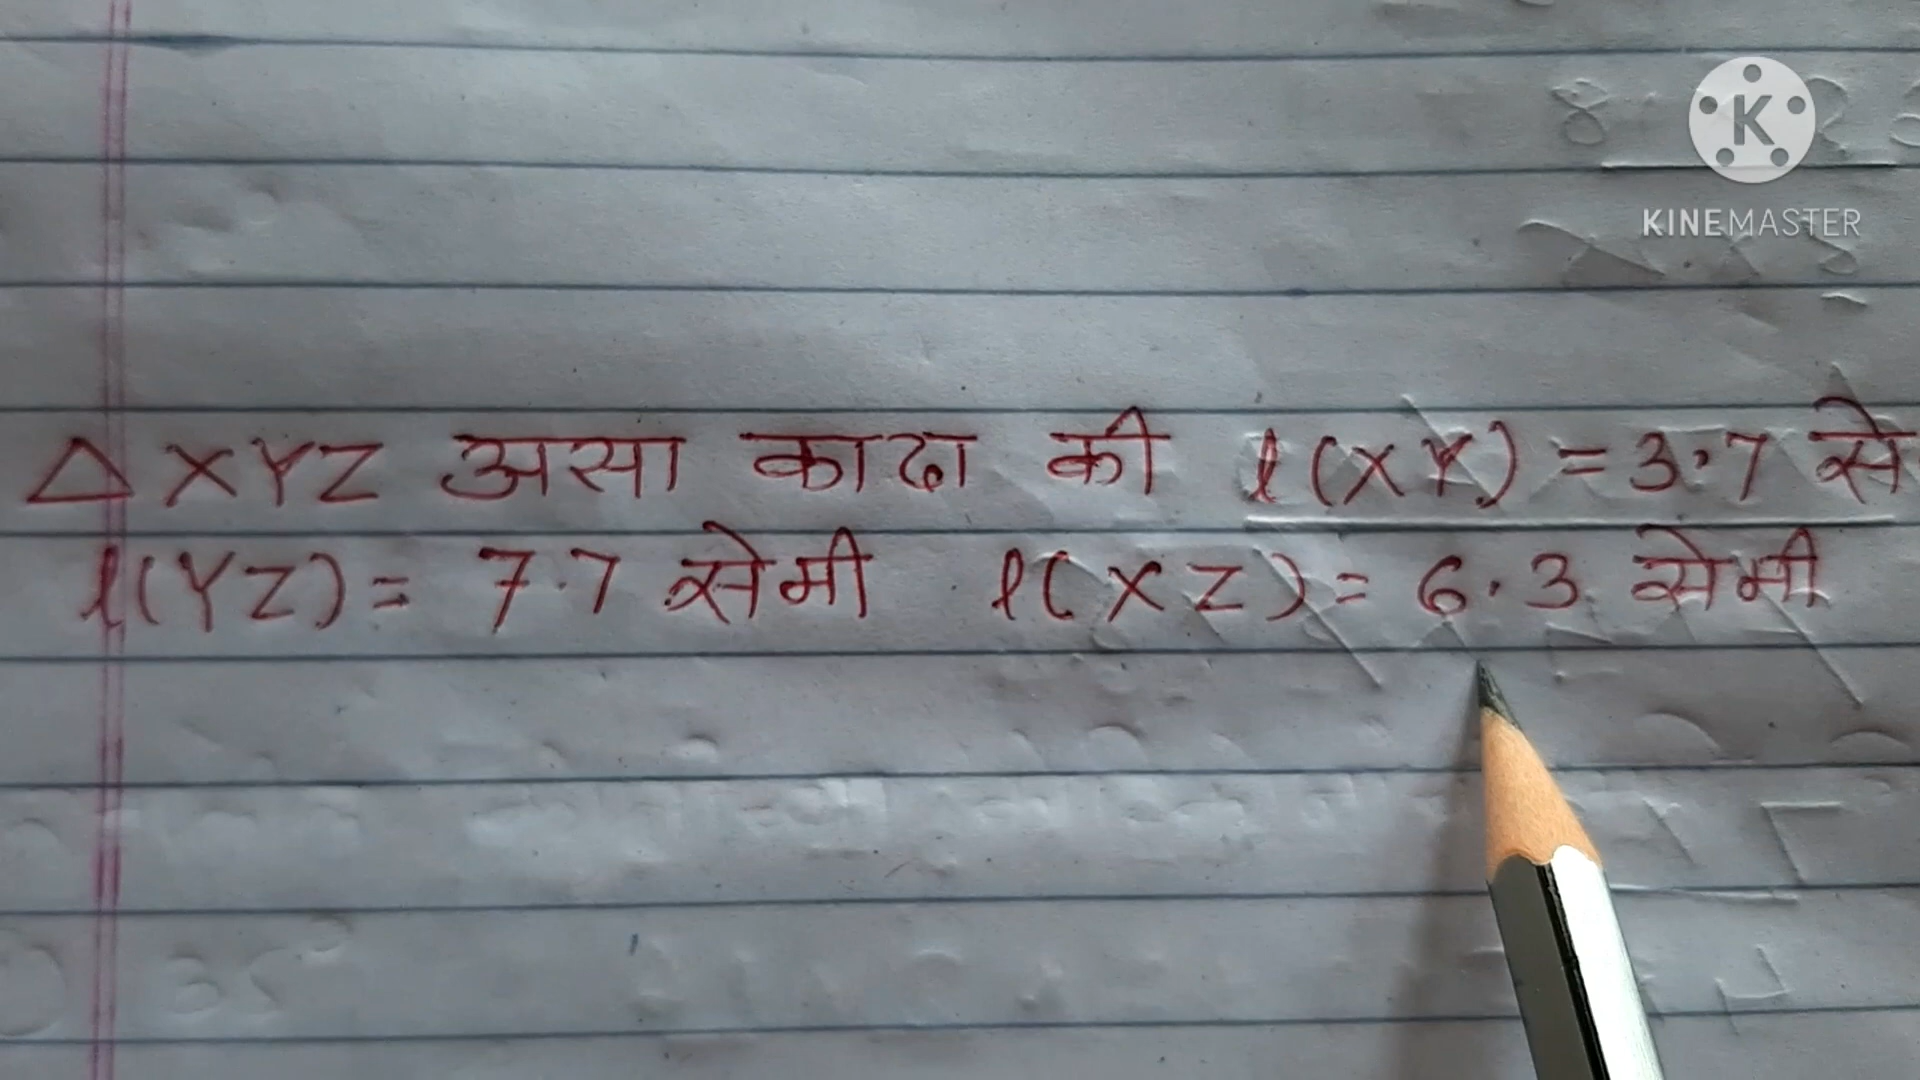 K
KINEMASTER
△ XYZ असा काढा की l(XY) = 3.7 से
l(YZ) = 7.7 सेमी l(XZ) = 6.3 सेमी